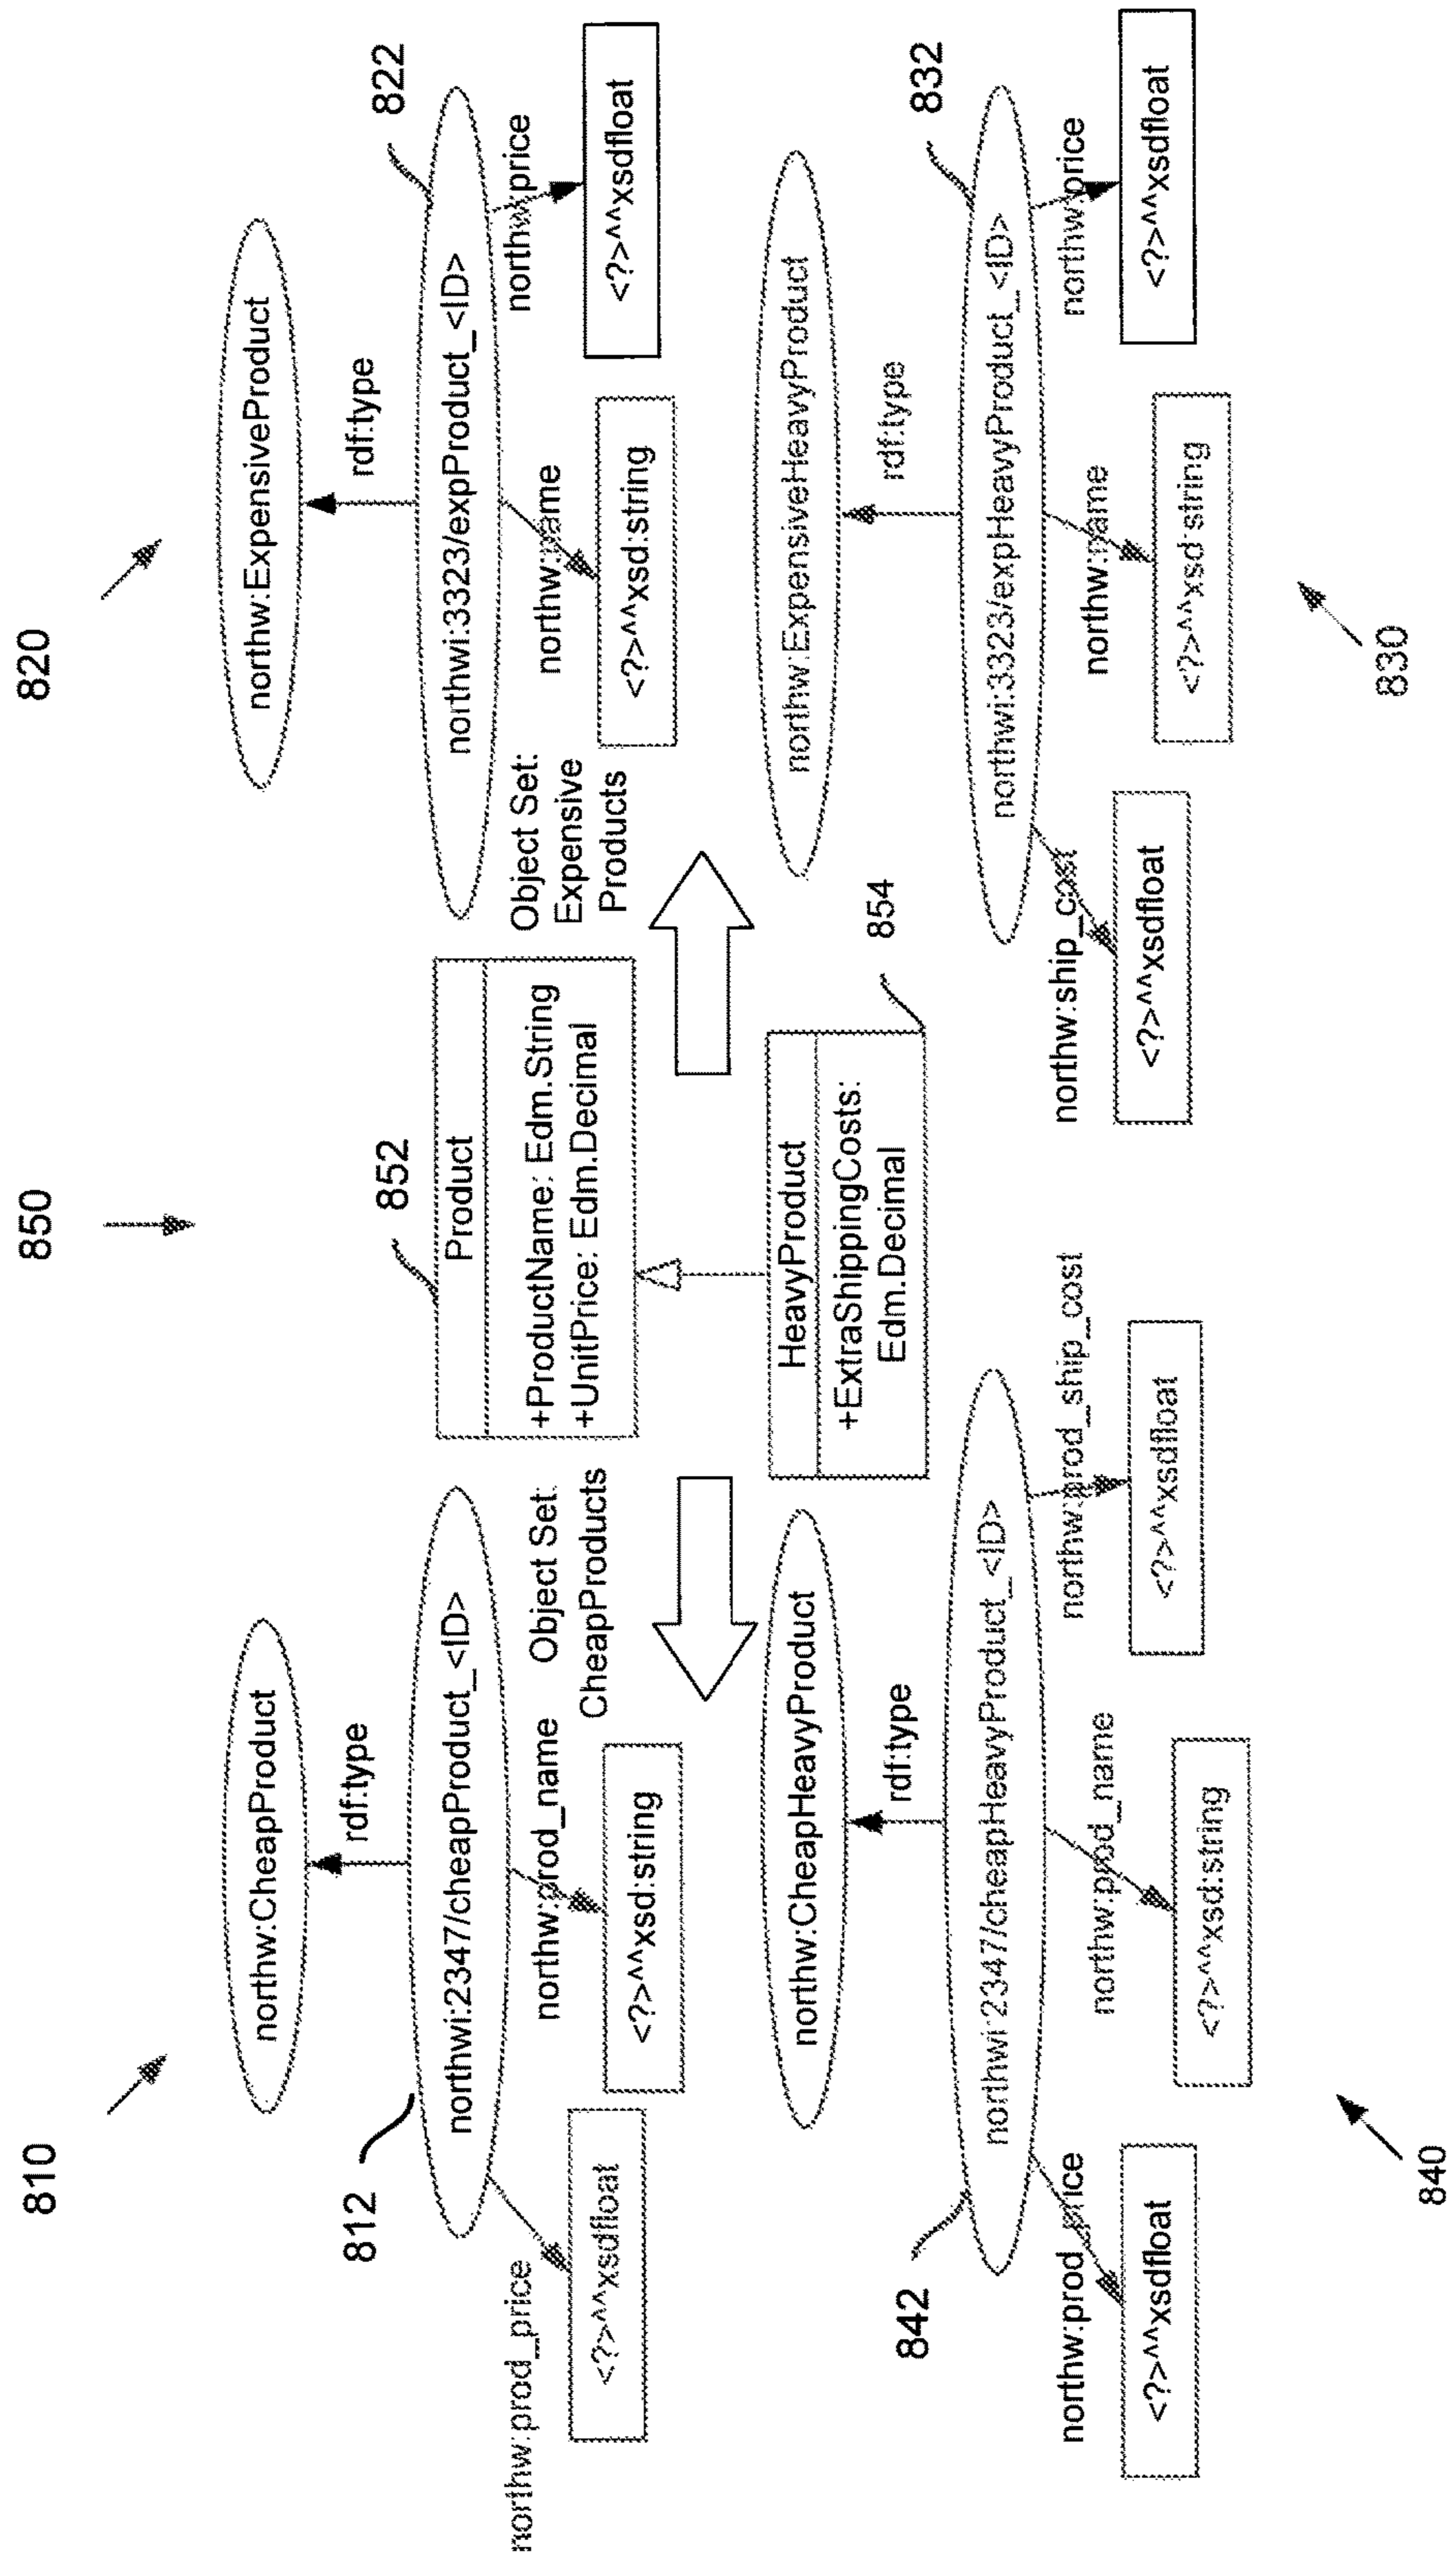 810
850
820
northw:CheapProduct
rdf:type
812
northwi:2347/cheapProduct_<ID>
northw:prod_price
<?>^^xsdfloat
northw:prod_name
<?>^^xsd:string
Object Set:
CheapProducts
852
Product
+ProductName: Edm.String
+UnitPrice: Edm.Decimal
HeavyProduct
+ExtraShippingCosts:
Edm.Decimal
854
Object Set:
Expensive
Products
northw:ExpensiveProduct
rdf:type
822
northwi:3323/expProduct_<ID>
northw:name
<?>^^xsd:string
northw:price
<?>^^xsdfloat
northw:CheapHeavyProduct
rdf:type
842
northwi:2347/cheapHeavyProduct_<ID>
northw:prod_price
<?>^^xsdfloat
northw:prod_name
<?>^^xsd:string
northw:prod_ship_cost
<?>^^xsdfloat
840
northw:ExpensiveHeavyProduct
rdf:type
832
northwi:3323/expHeavyProduct_<ID>
northw:ship_cost
<?>^^xsdfloat
northw:name
<?>^^xsd:string
northw:price
<?>^^xsdfloat
830